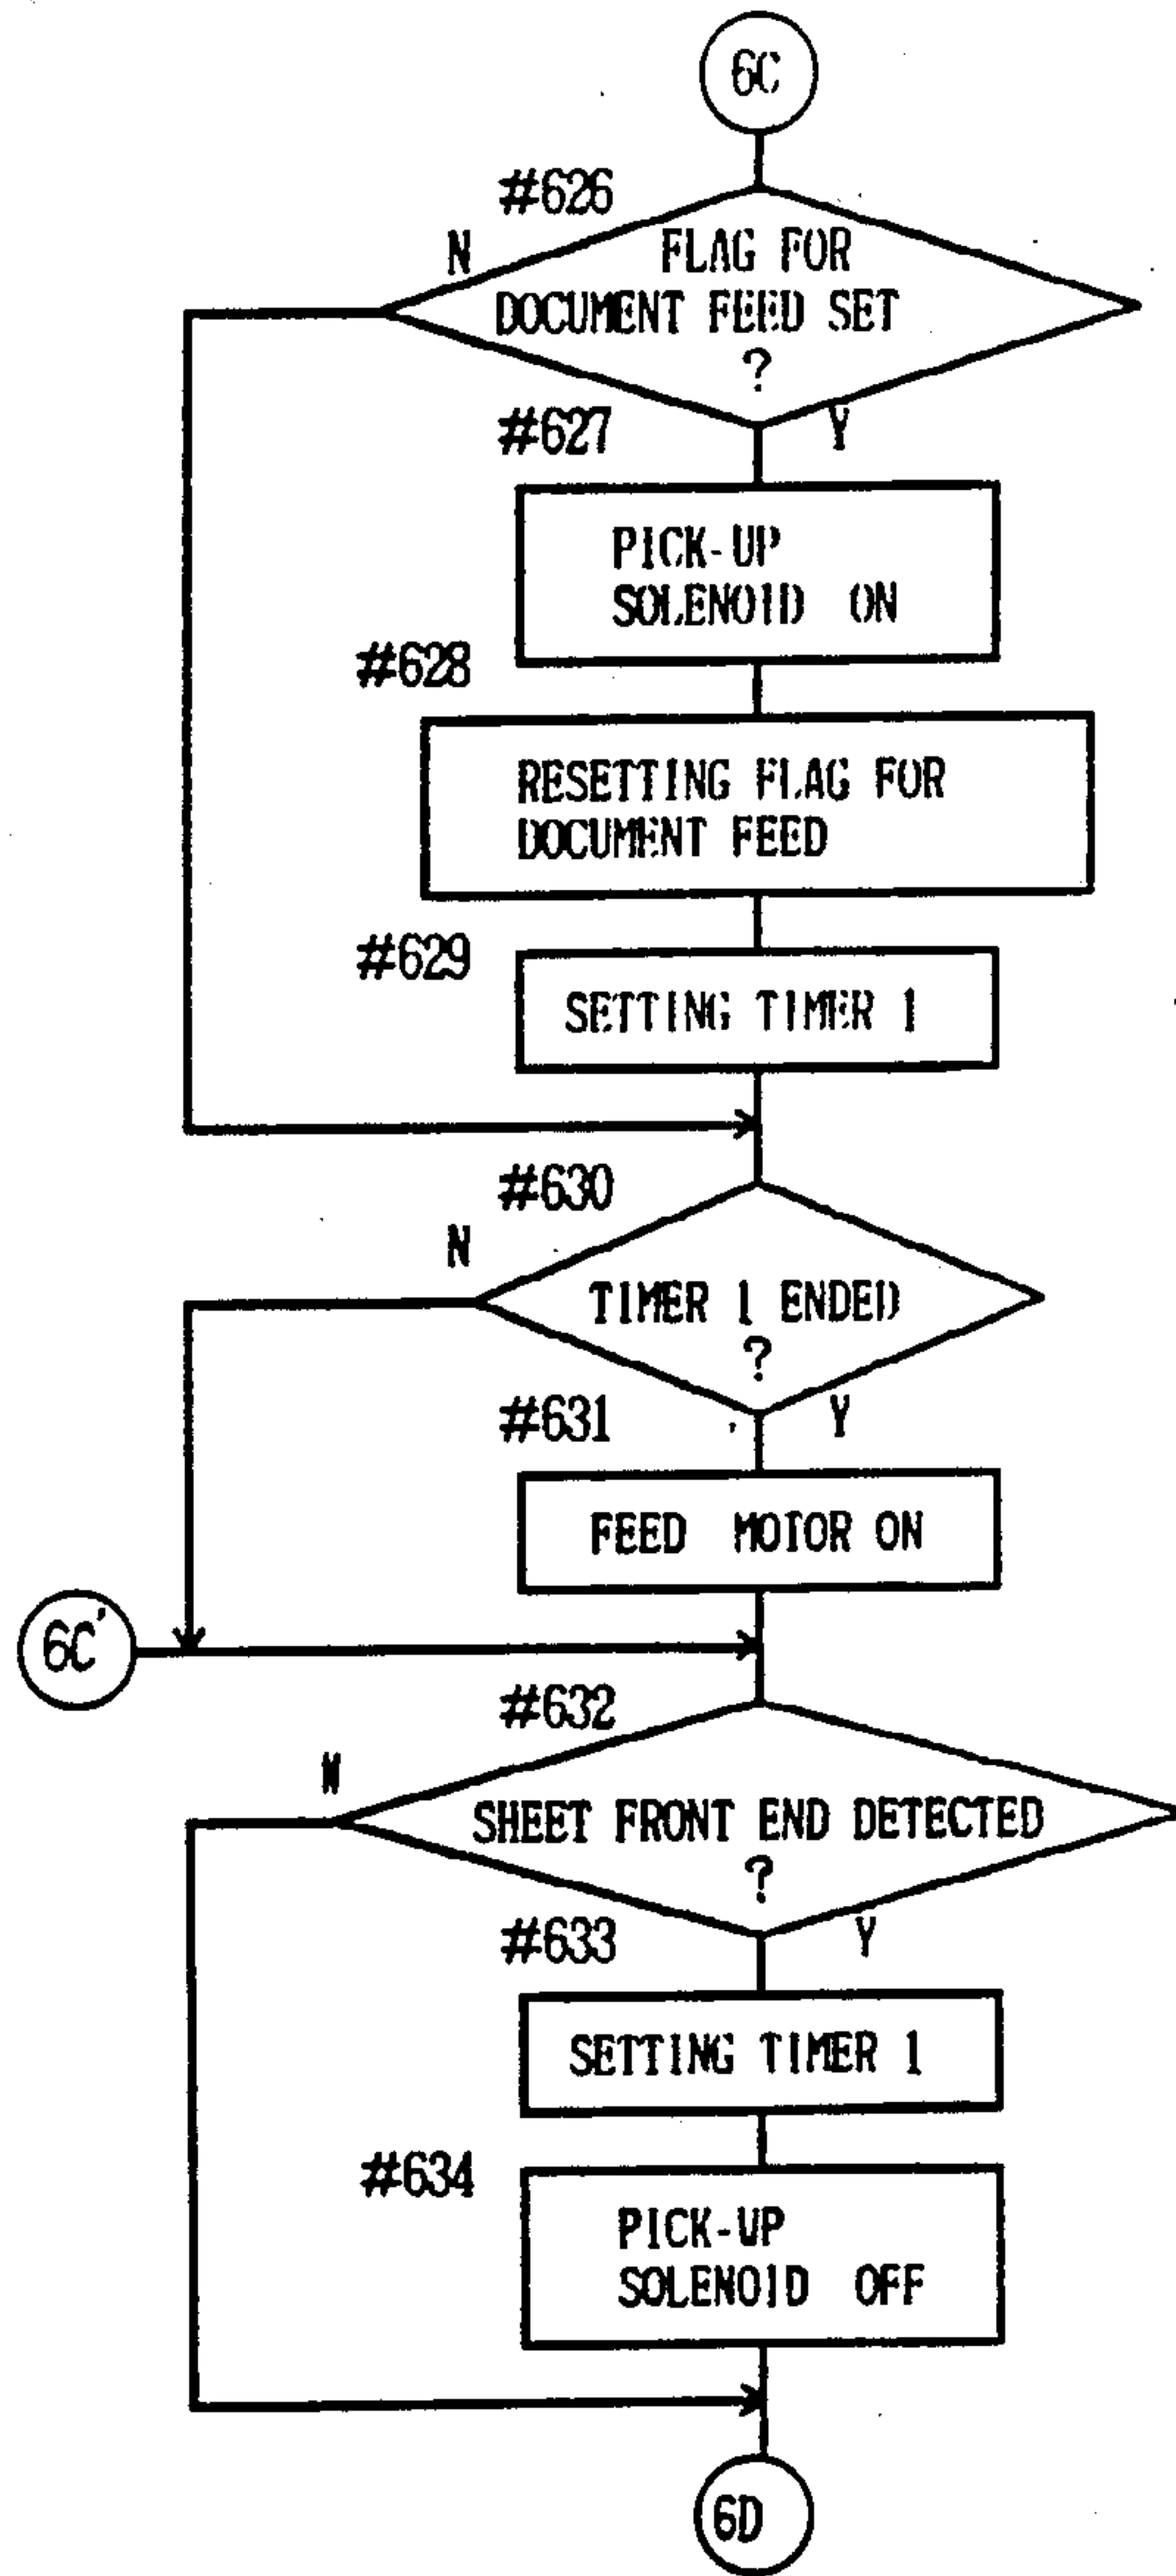 6C
#626
N
FLAG FOR
DOCUMENT FEED SET
?
#627
Y
PICK-UP
SOLENOID ON
#628
RESETTING FLAG FOR
DOCUMENT FEED
#629
SETTING TIMER 1
#630
N
TIMER 1 ENDED
?
#631
Y
FEED MOTOR ON
6C'
#632
N
SHEET FRONT END DETECTED
?
#633
Y
SETTING TIMER 1
#634
PICK-UP
SOLENOID OFF
6D